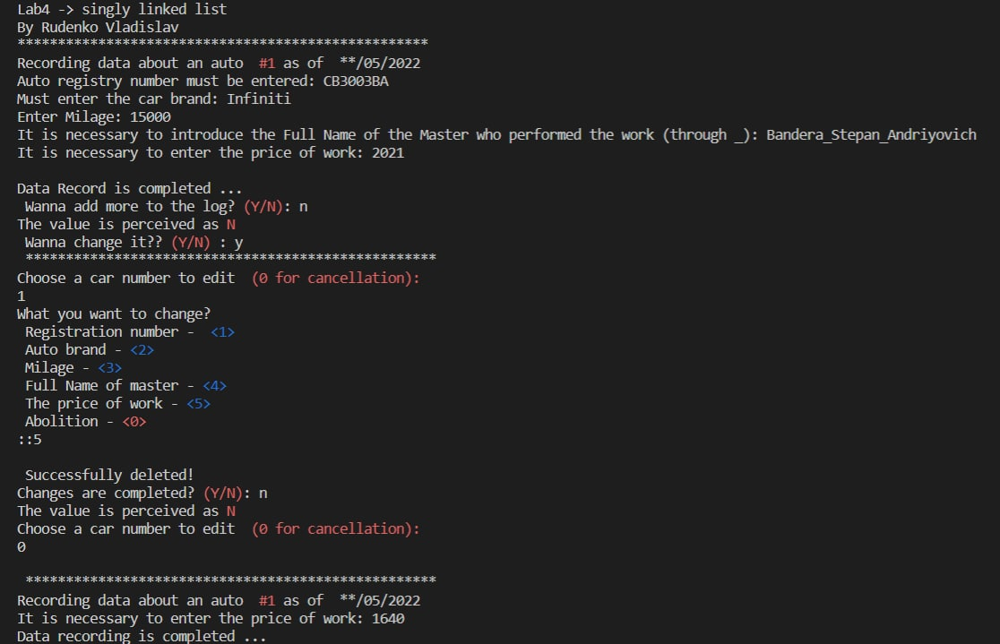 Lab4 -> singly linked list
By Rudenko Vladislav
***************************************************
Recording data about an auto  #1 as of  **/05/2022
Auto registry number must be entered: CB3003BA
Must enter the car brand: Infiniti
Enter Milage: 15000
It is necessary to introduce the Full Name of the Master who performed the work (through _): Bandera_Stepan_Andriyovich
It is necessary to enter the price of work: 2021
Data Record is completed ...
Wanna add more to the log? (Y/N): n
The value is perceived as N
Wanna change it?? (Y/N) : y
***************************************************
Choose a car number to edit  (0 for cancellation):
1
What you want to change?
Registration number -  <1>
Auto brand - <2>
Milage - <3>
Full Name of master - <4>
The price of work - <5>
Abolition - <0>
::5
Successfully deleted!
Changes are completed? (Y/N): n
The value is perceived as N
Choose a car number to edit  (0 for cancellation):
0
***************************************************
Recording data about an auto  #1 as of  **/05/2022
It is necessary to enter the price of work: 1640
Data recording is completed ...